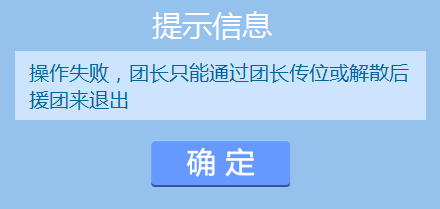 提示信息
操作失败，团长只能通过团长传位或解散后
援团来退出
确定